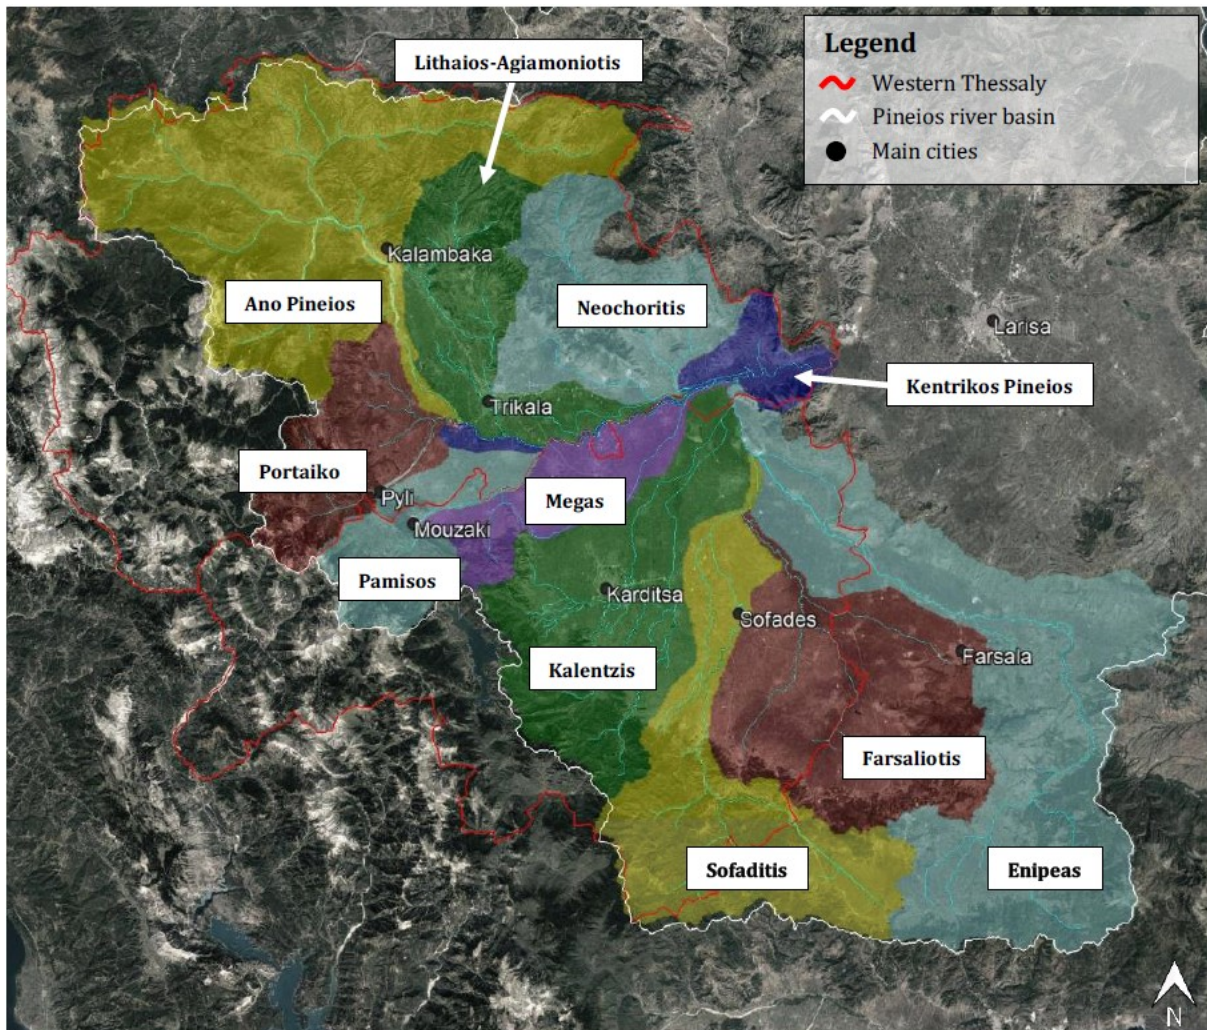 Legend
Western Thessaly
Pineios river basin
Main cities
Lithaios-Agiamoniotis
Kalambaka
Ano Pineios
Neochoritis
Larisa
Kentrikos Pineios
Trikala
Portaiko
Pyli
Megas
Mouzaki
Pamisos
Karditsa
Sofades
Farsala
Kalentzis
Farsaliotis
Sofaditis
Enipeas
N